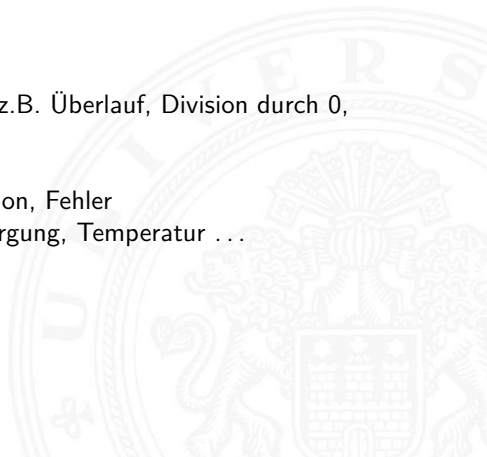 z.B. Überlauf, Division durch 0,
on, Fehler
rgung, Temperatur ...
U N I V E R S